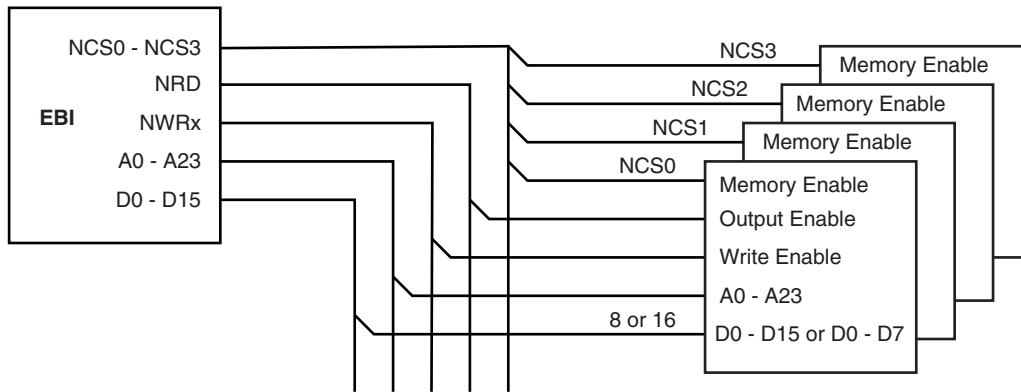 NCS0 - NCS3
NRD
EBI
NWRx
A0 - A23
D0 - D15
NCS3
Memory Enable
NCS2
Memory Enable
NCS1
Memory Enable
NCS0
Memory Enable
Output Enable
Write Enable
A0 - A23
8 or 16
D0 - D15 or D0 - D7